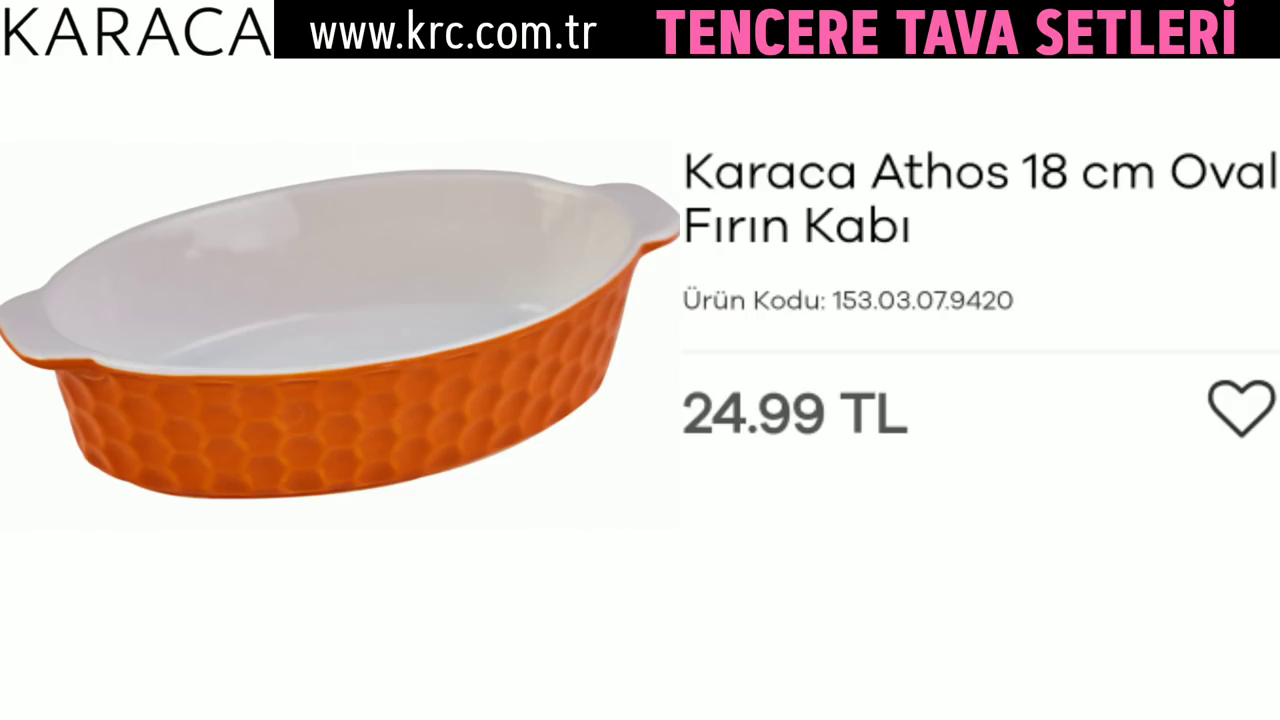 KARACA
www.krc.com.tr
TENCERE TAVA SETLERİ
Karaca Athos 18 cm Oval
Fırın Kabı
Ürün Kodu: 153.03.07.9420
24.99 TL